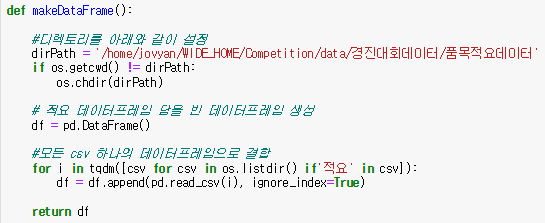 def makeDataFrame():
#디렉토리를 아래와 같이 설정
dirPath = '/home/jovyan/WIDE_HOME/Competition/data/경진대회데이터/품목적요데이터'
if os.getcwd() != dirPath:
os.chdir(dirPath)
# 적요 데이터프레임 담을 빈 데이터프레임 생성
df = pd.DataFrame()
#모든 csv 하나의 데이터프레임으로 결합
for i in tqdm([csv for csv in os.listdir() if'적요' in csv]):
df = df.append(pd.read_csv(i), ignore_index=True)
return df